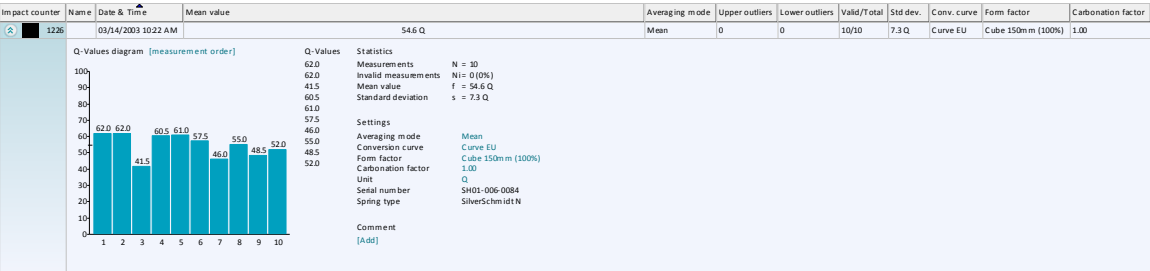 Impact counter Name Date & Time Mean value Averaging mode Upper outliers Lower outliers Valid/Total Std dev. Conv. curve Form factor Carbonation factor
1226 03/14/2003 10:22 AM 54.6 Q Mean 0 0 10/10 7.3 Q Curve EU Cube 150mm (100%) 1.00
Q-Values diagram [measurement order]
100
90
80
70
60
50
40
30
20
10
0
62.0 62.0 41.5 60.5 61.0 57.5 46.0 55.0 48.5 52.0
1 2 3 4 5 6 7 8 9 10
Q-Values
62.0
62.0
41.5
60.5
61.0
57.5
46.0
55.0
48.5
52.0
Statistics
Measurements N = 10
Invalid measurements Ni = 0 (0%)
Mean value f = 54.6 Q
Standard deviation s = 7.3 Q
Settings
Averaging mode Mean
Conversion curve Curve EU
Form factor Cube 150mm (100%)
Carbonation factor 1.00
Unit Q
Serial number SH01-006-0084
Spring type SilverSchmidt N
Comment
[Add]